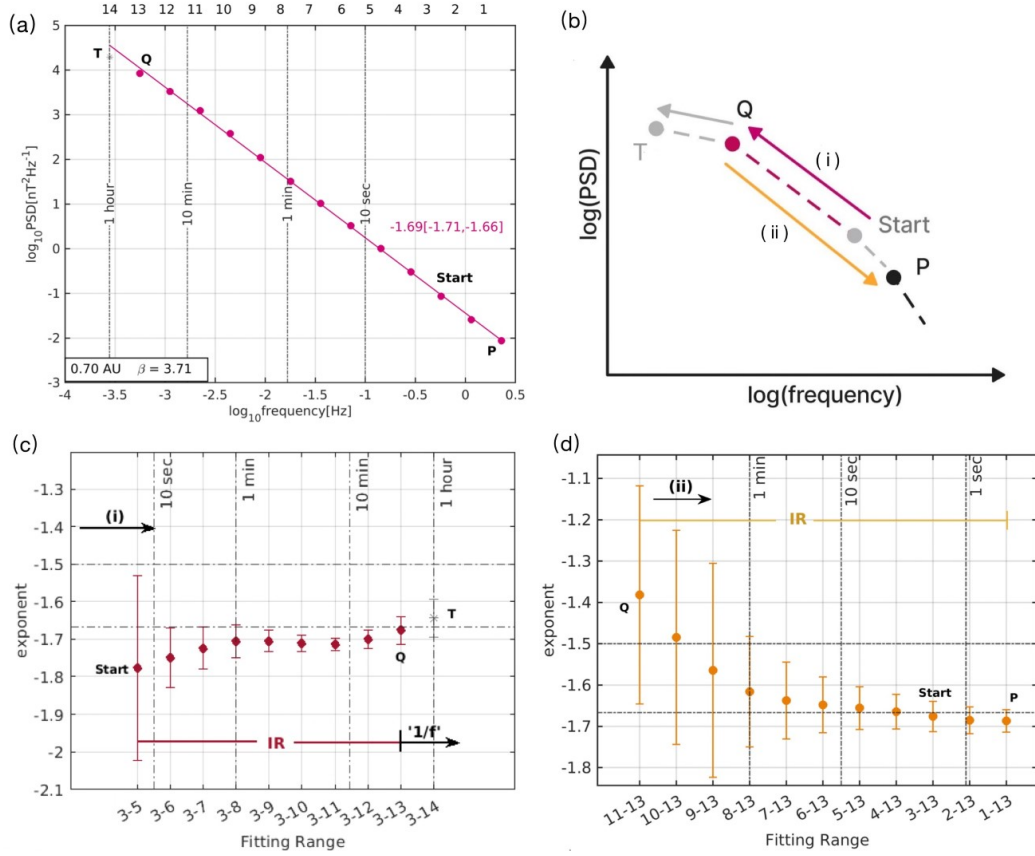 (a)
14 13 12 11 10 9 8 7 6 5 4 3 2 1
5
4
3
2
1
0
-1
-2
-3
log10PSD[nT2Hz-1]
T
Q
1 hour
10 min
1 min
10 sec
-1.69[-1.71,-1.66]
Start
P
0.70 AU β = 3.71
-4 -3.5 -3 -2.5 -2 -1.5 -1 -0.5 0 0.5
log10frequency[Hz]
(b)
log(PSD)
Q
T
(i)
(ii)
Start
P
log(frequency)
(c)
-1.3
-1.4
-1.5
-1.6
-1.7
-1.8
-1.9
-2
-2.1
exponent
(i)
10 sec
1 min
10 min
1 hour
Start
T
Q
IR
'1/f'
3-5 3-6 3-7 3-8 3-9 3-10 3-11 3-12 3-13 3-14
Fitting Range
(d)
-1.1
-1.2
-1.3
-1.4
-1.5
-1.6
-1.7
-1.8
exponent
(ii)
1 min
10 sec
1 sec
IR
Q
Start
P
11-13 10-13 9-13 8-13 7-13 6-13 5-13 4-13 3-13 2-13 1-13
Fitting Range